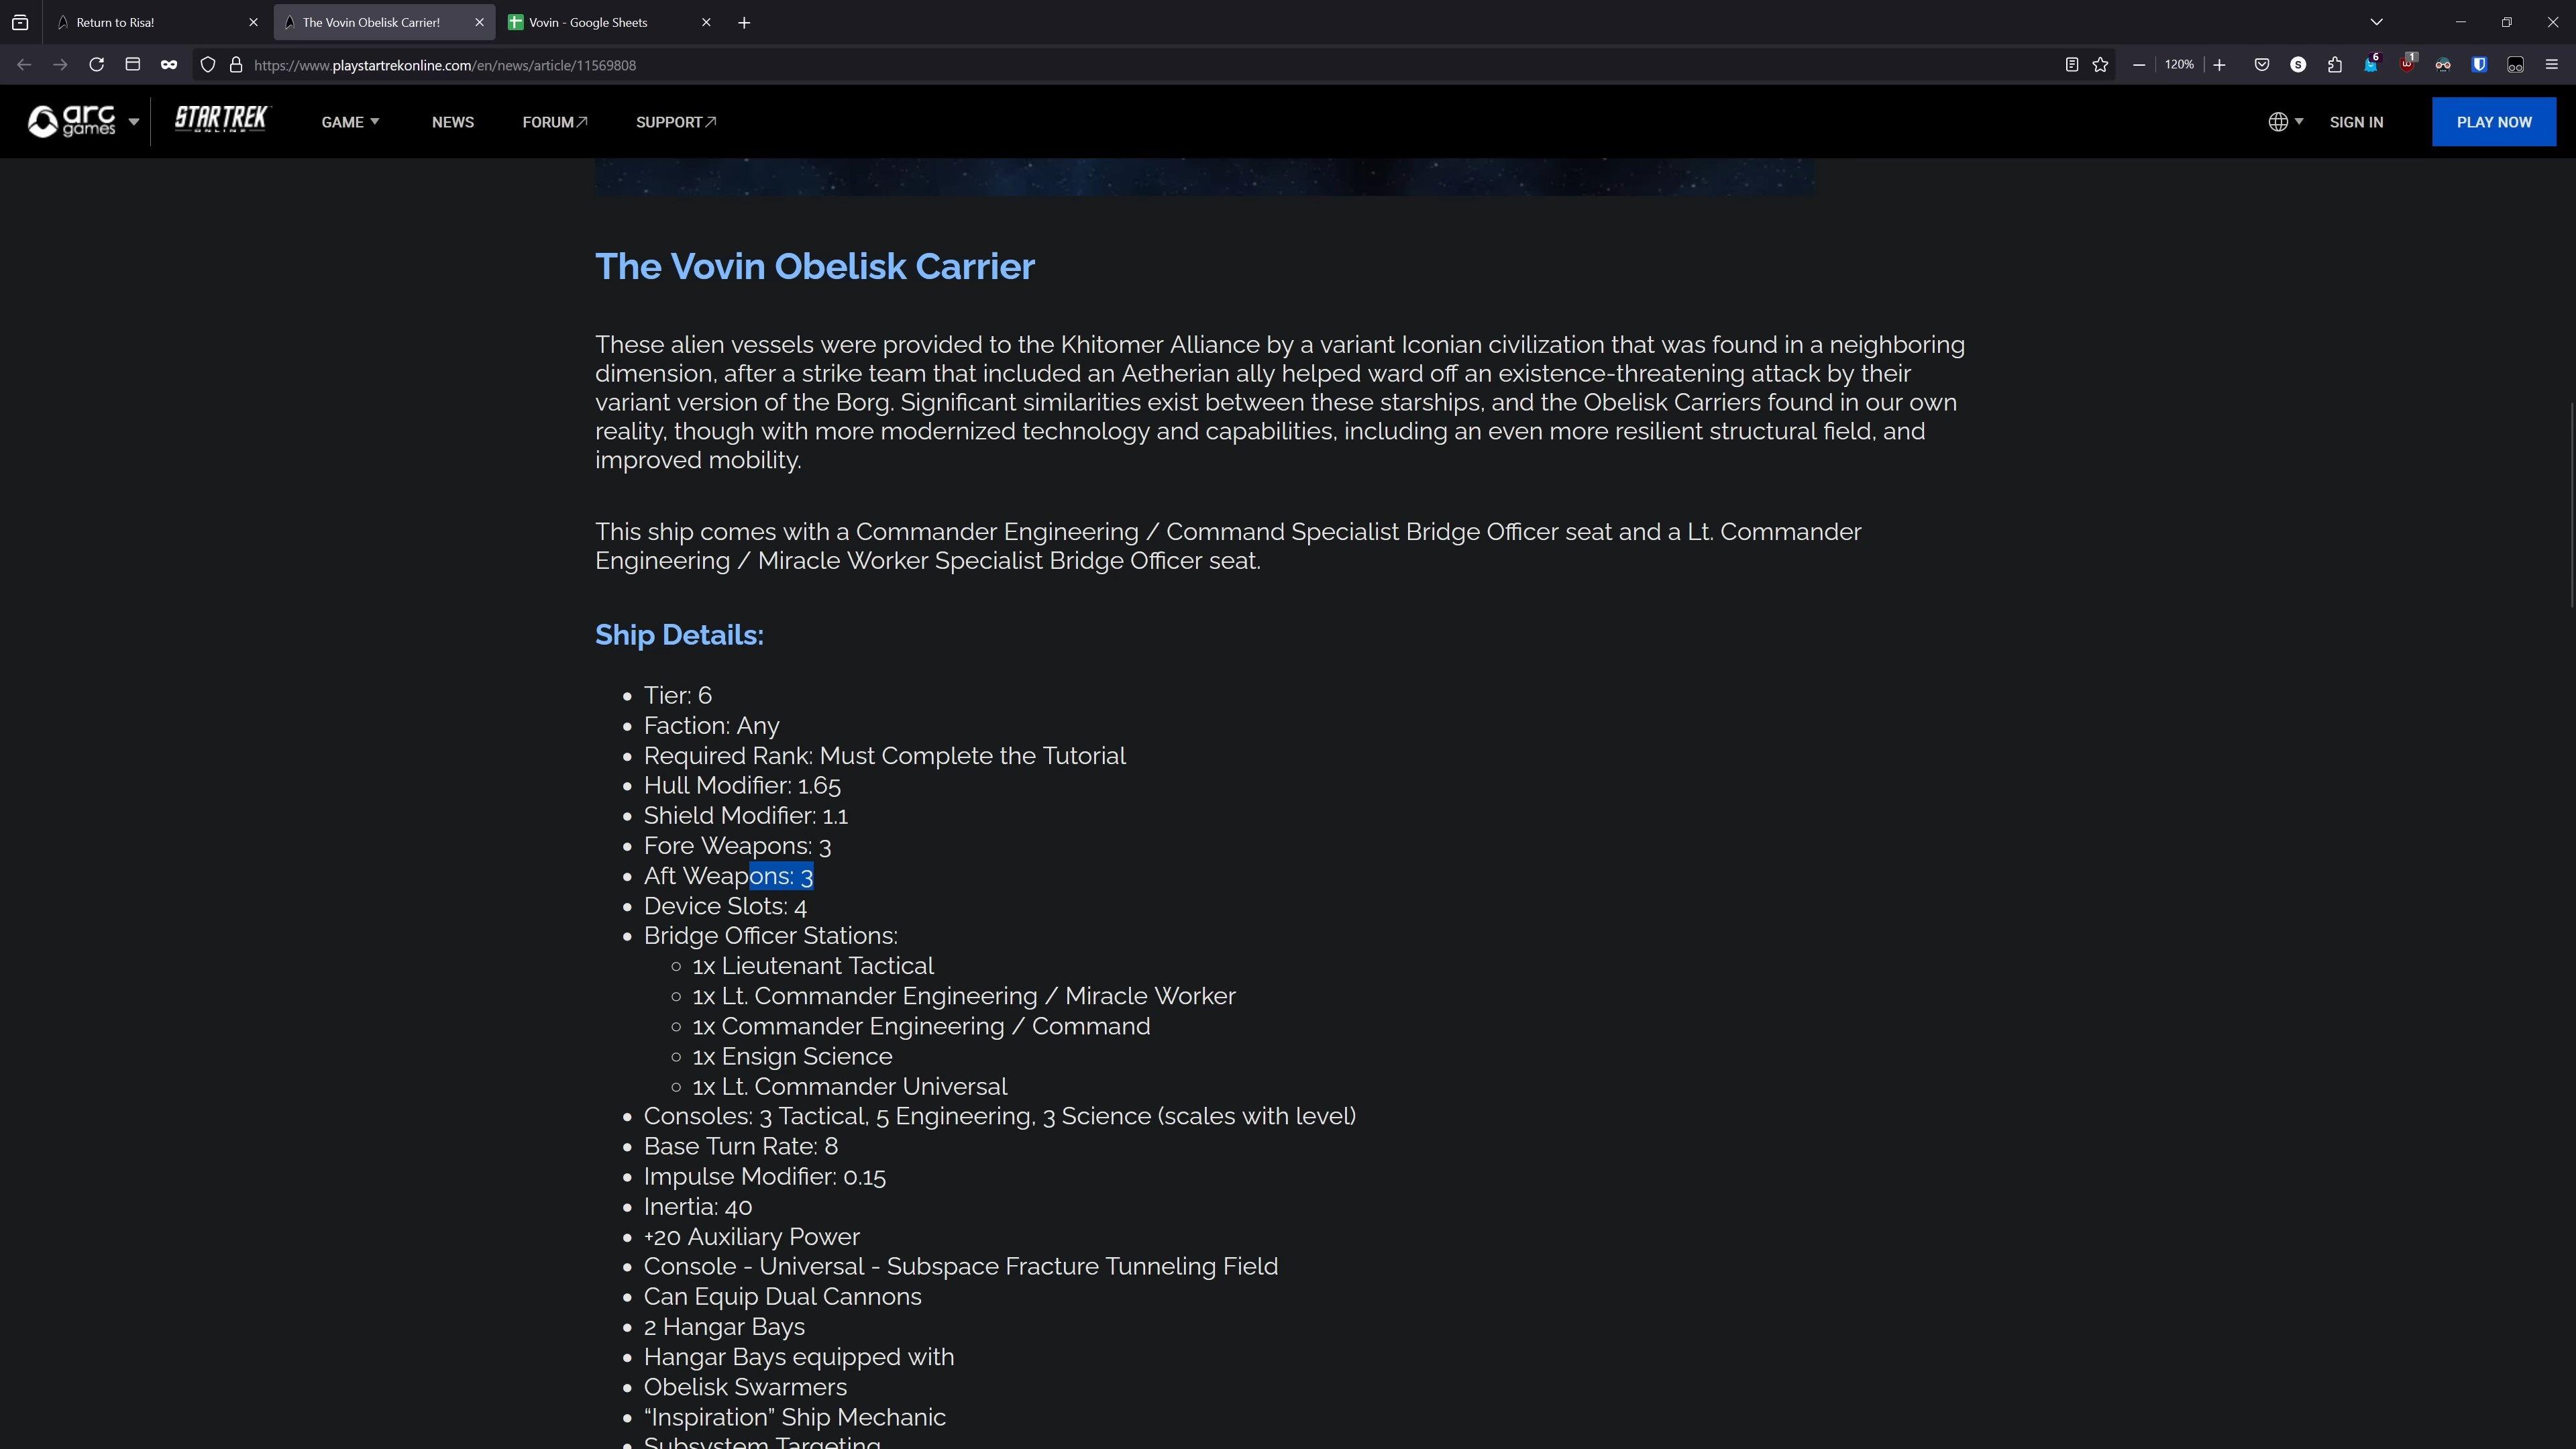 Return to Risa!
The Vovin Obelisk Carrier!
Vovin - Google Sheets
https://www.playstartrekonline.com/en/news/article/11569808
120%
S
6
1
arc games
STAR TREK ONLINE
GAME
NEWS
FORUM
SUPPORT
SIGN IN
PLAY NOW
The Vovin Obelisk Carrier
These alien vessels were provided to the Khitomer Alliance by a variant Iconian civilization that was found in a neighboring
dimension, after a strike team that included an Aetherian ally helped ward off an existence-threatening attack by their
variant version of the Borg. Significant similarities exist between these starships, and the Obelisk Carriers found in our own
reality, though with more modernized technology and capabilities, including an even more resilient structural field, and
improved mobility.
This ship comes with a Commander Engineering / Command Specialist Bridge Officer seat and a Lt. Commander
Engineering / Miracle Worker Specialist Bridge Officer seat.
Ship Details:
Tier: 6
Faction: Any
Required Rank: Must Complete the Tutorial
Hull Modifier: 1.65
Shield Modifier: 1.1
Fore Weapons: 3
Aft Weapons: 3
Device Slots: 4
Bridge Officer Stations:
1x Lieutenant Tactical
1x Lt. Commander Engineering / Miracle Worker
1x Commander Engineering / Command
1x Ensign Science
1x Lt. Commander Universal
Consoles: 3 Tactical, 5 Engineering, 3 Science (scales with level)
Base Turn Rate: 8
Impulse Modifier: 0.15
Inertia: 40
+20 Auxiliary Power
Console - Universal - Subspace Fracture Tunneling Field
Can Equip Dual Cannons
2 Hangar Bays
Hangar Bays equipped with
Obelisk Swarmers
“Inspiration” Ship Mechanic
Subsystem Targeting